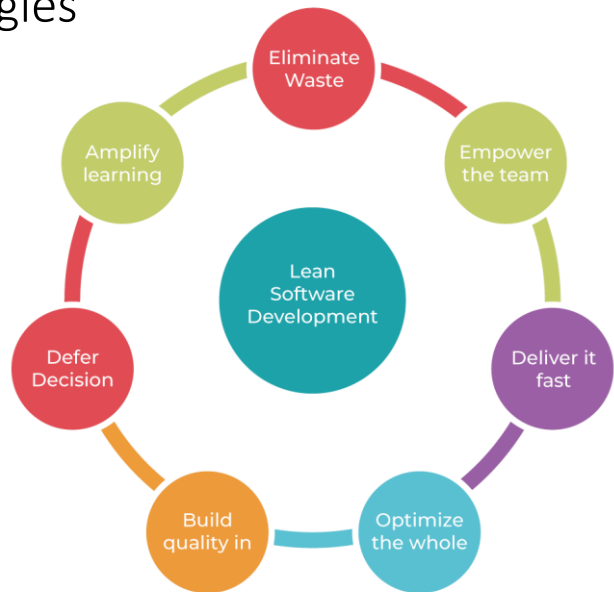 Eliminate
Waste
Empower
the team
Deliver it
fast
Optimize
the whole
Build
quality in
Defer
Decision
Amplify
learning
Lean
Software
Development